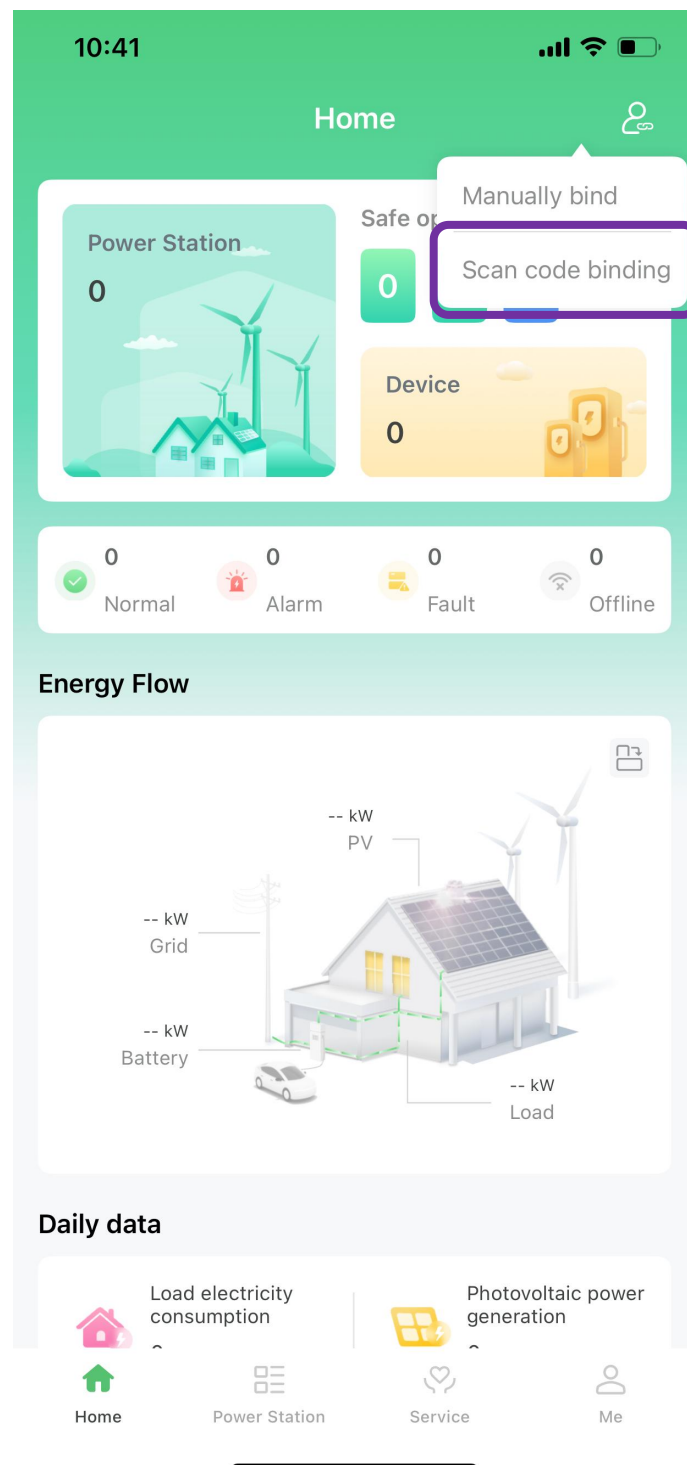 10:41
Home
Manually bind
Scan code binding
Power Station
0
Safe op
0
Device
0
0
Normal
0
Alarm
0
Fault
0
Offline
Energy Flow
-- kW
PV
-- kW
Grid
-- kW
Battery
-- kW
Load
Daily data
Load electricity
consumption
Photovoltaic power
generation
Home
Power Station
Service
Me